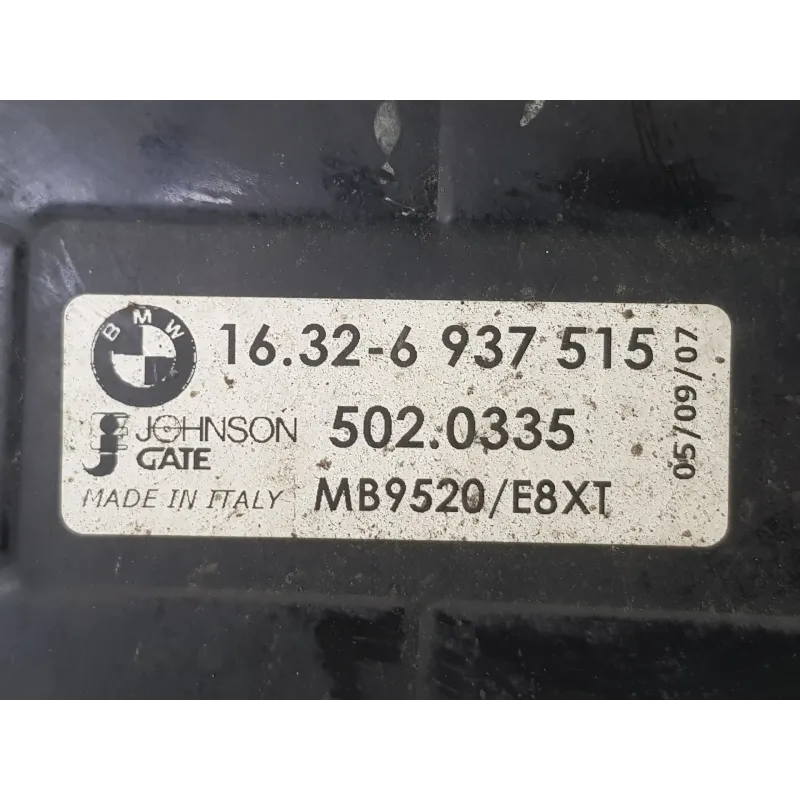 BMW
16.32-6 937 515
JOHNSON
GATE
502.0335
MADE IN ITALY
MB9520/E8XT
05/09/07